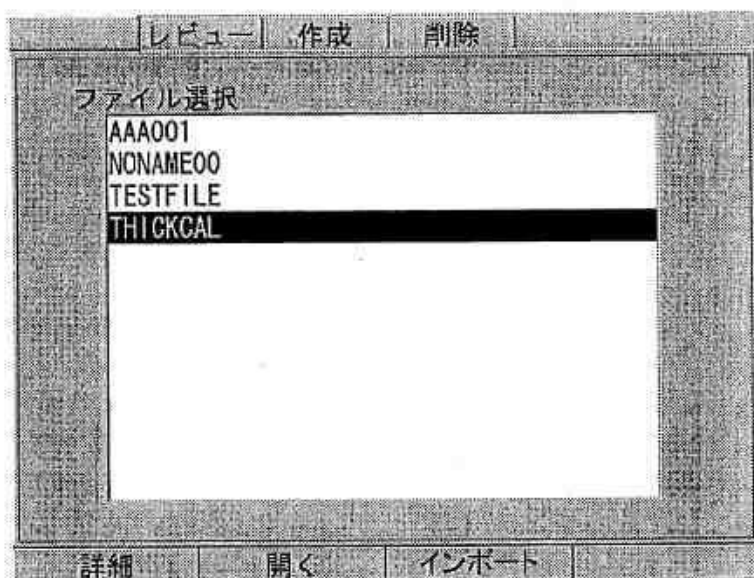 レビュー 作成 削除
ファイル選択
AAA001
NONAME00
TESTFILE
THICKCAL
詳細 開く インポート